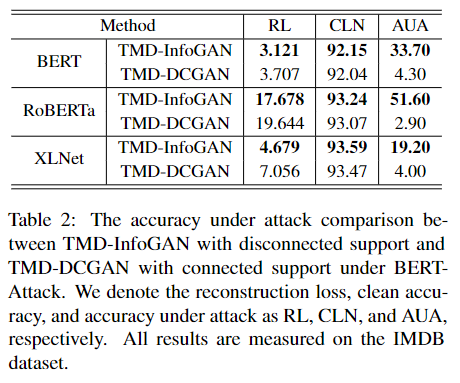 Method RL CLN AUA
BERT TMD-InfoGAN 3.121 92.15 33.70
TMD-DCGAN 3.707 92.04 4.30
RoBERTa TMD-InfoGAN 17.678 93.24 51.60
TMD-DCGAN 19.644 93.07 2.90
XLNet TMD-InfoGAN 4.679 93.59 19.20
TMD-DCGAN 7.056 93.47 4.00
Table 2: The accuracy under attack comparison be-
tween TMD-InfoGAN with disconnected support and
TMD-DCGAN with connected support under BERT-
Attack. We denote the reconstruction loss, clean accu-
racy, and accuracy under attack as RL, CLN, and AUA,
respectively. All results are measured on the IMDB
dataset.